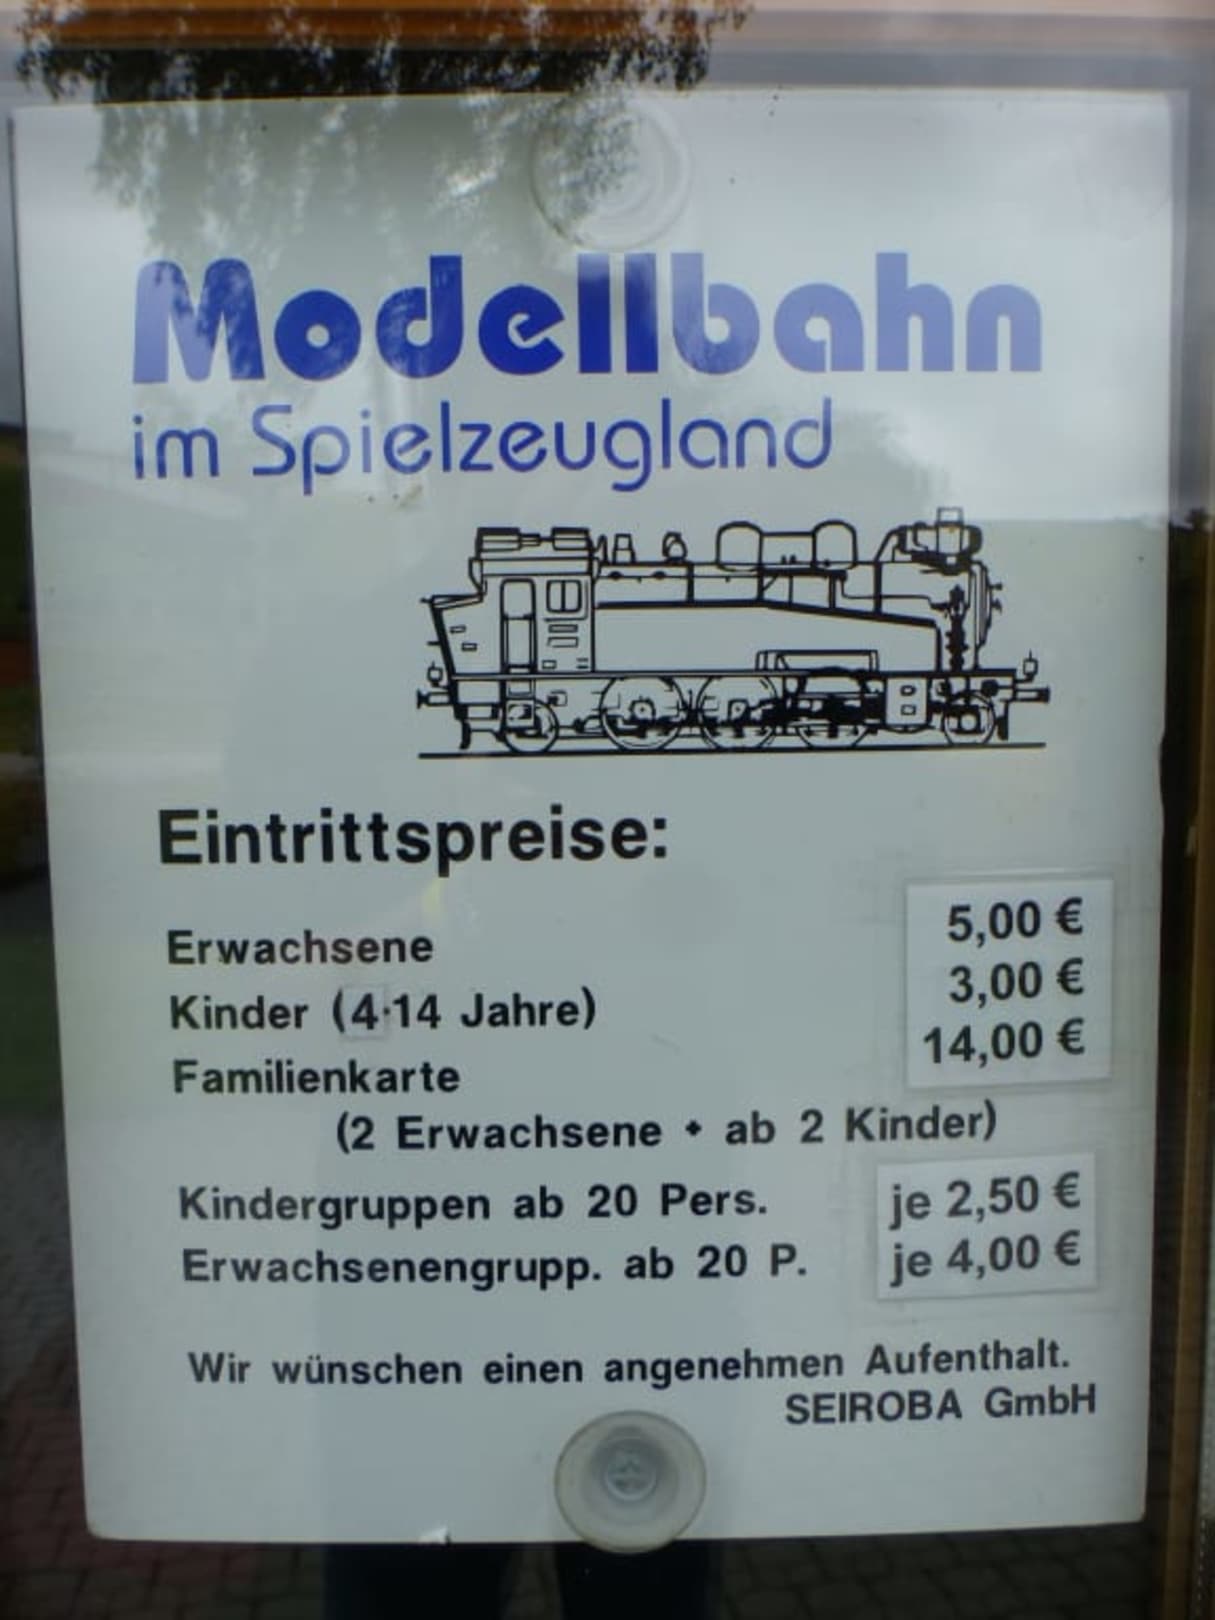 Modellbahn
im Spielzeugland
Eintrittspreise:
Erwachsene 5,00 €
Kinder (4-14 Jahre) 3,00 €
Familienkarte 14,00 €
(2 Erwachsene + ab 2 Kinder)
Kindergruppen ab 20 Pers. je 2,50 €
Erwachsenengrupp. ab 20 P. je 4,00 €
Wir wünschen einen angenehmen Aufenthalt.
SEIROBA GmbH